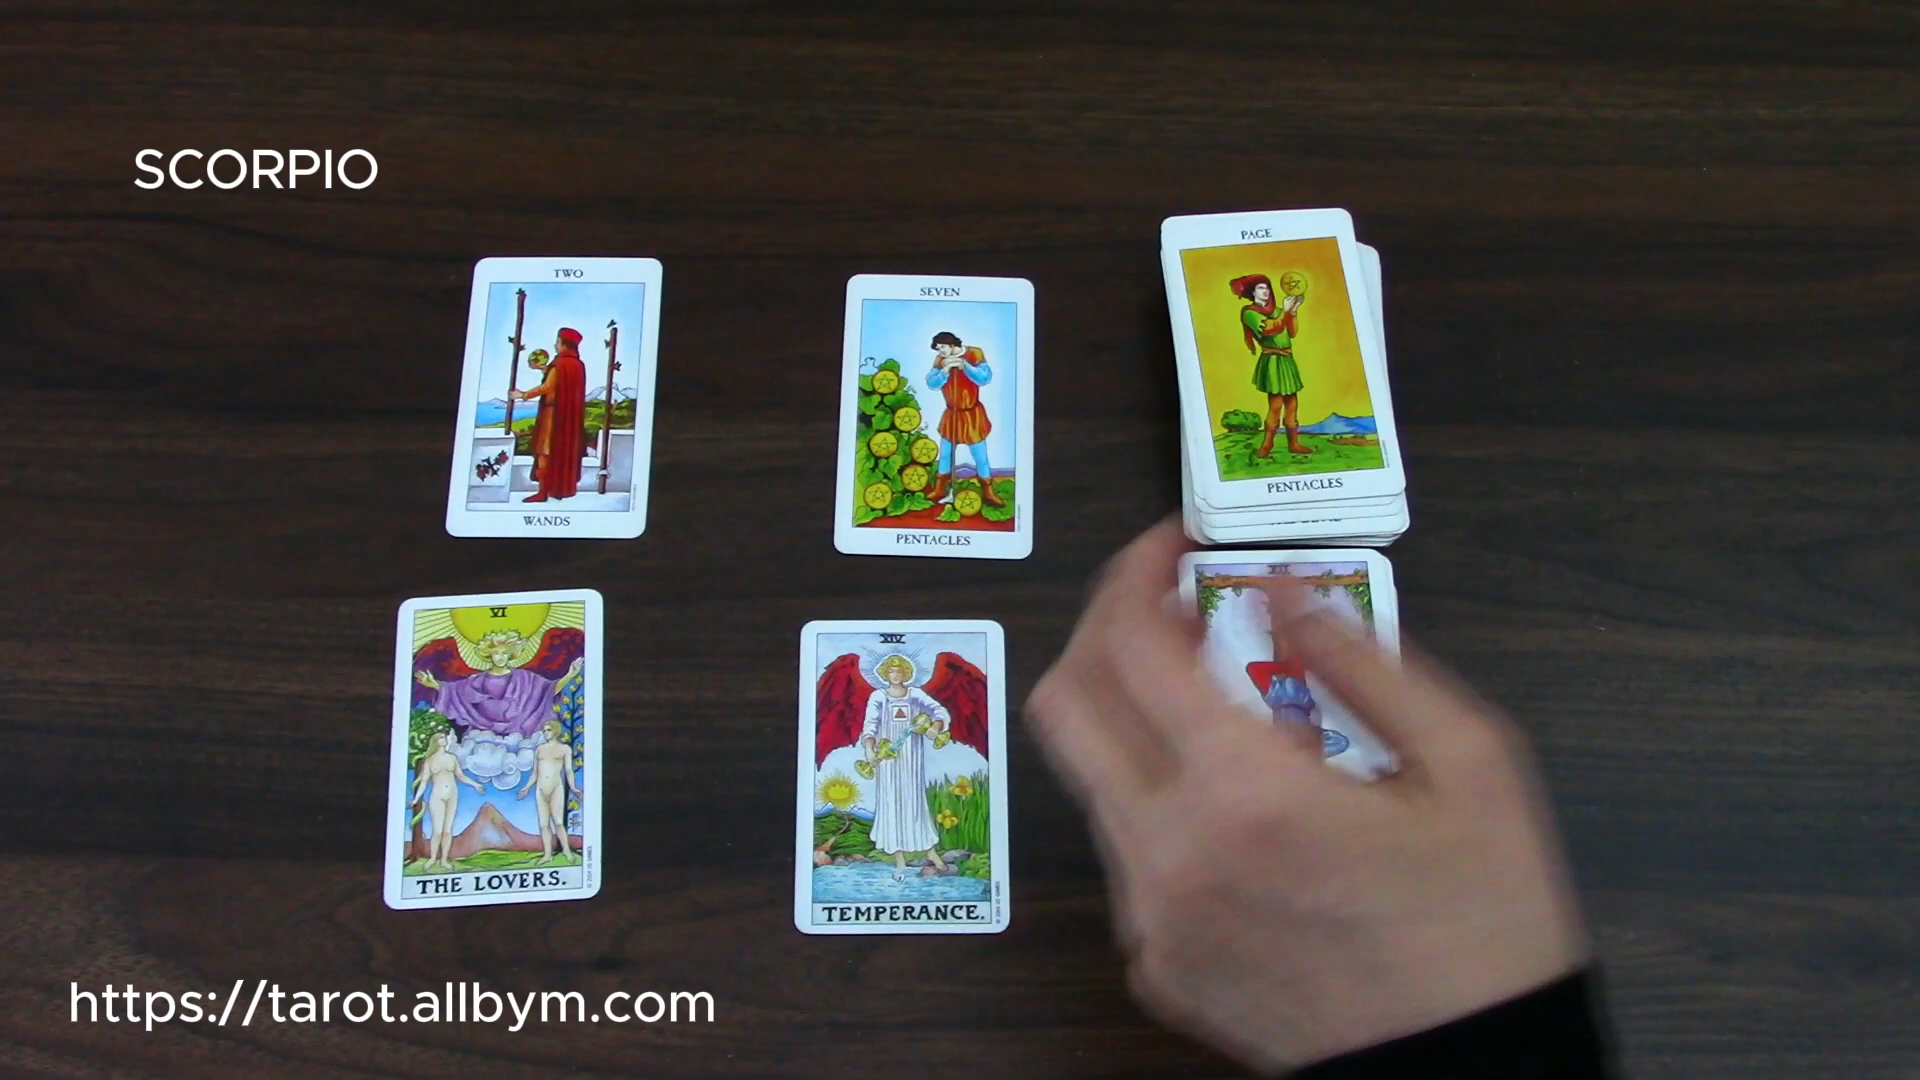 SCORPIO
TWO
WANDS
SEVEN
PENTACLES
PAGE
PENTACLES
VI
THE LOVERS.
XIV
TEMPERANCE.
https://tarot.allbym.com